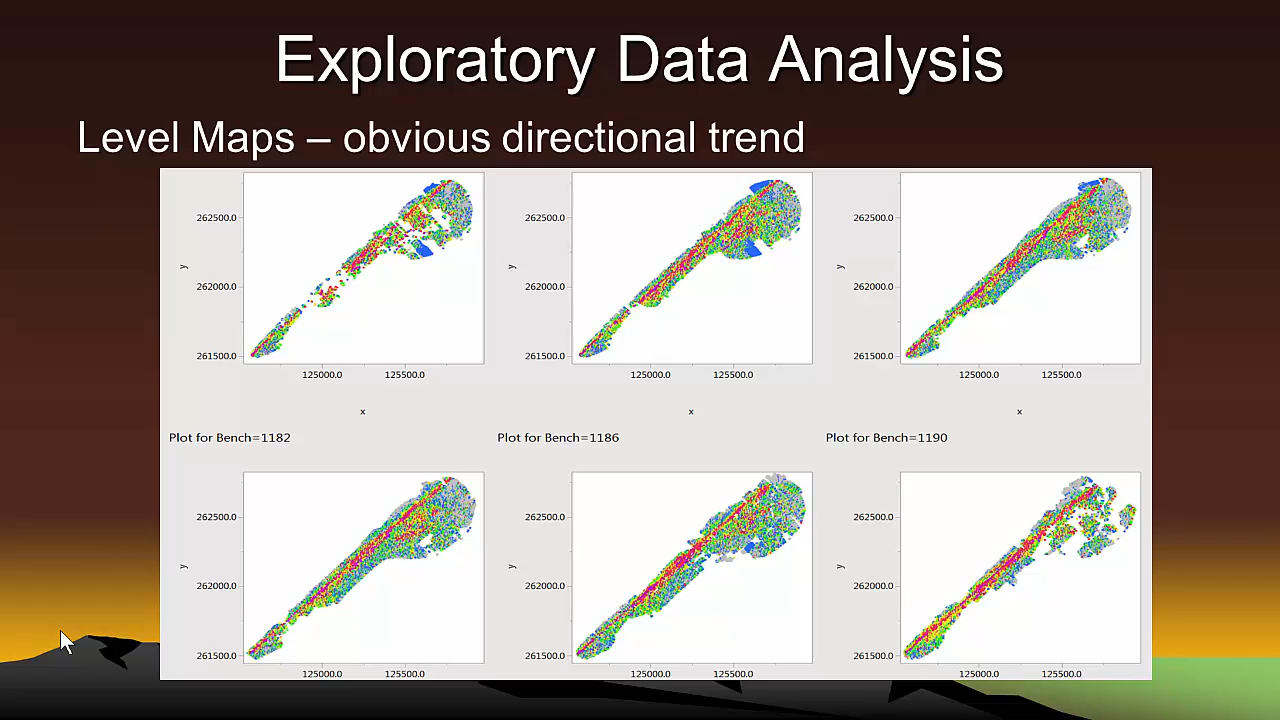 Exploratory Data Analysis
Level Maps – obvious directional trend
262500.0 262500.0 262500.0
y y y
262000.0 262000.0 262000.0
261500.0 261500.0 261500.0
125000.0 125500.0 125000.0 125500.0 125000.0 125500.0
x x x
Plot for Bench=1182 Plot for Bench=1186 Plot for Bench=1190
262500.0 262500.0 262500.0
y y y
262000.0 262000.0 262000.0
261500.0 261500.0 261500.0
125000.0 125500.0 125000.0 125500.0 125000.0 125500.0